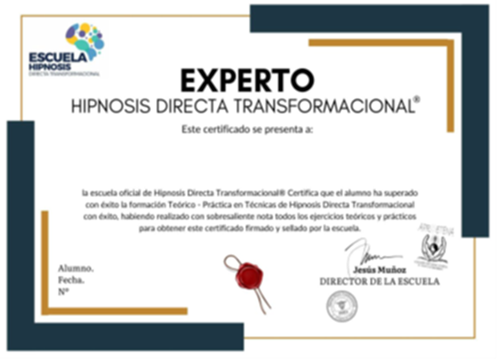 ESCUELA
HIPNOSIS
DIRECTA TRANSFORMACIONAL
EXPERTO
HIPNOSIS DIRECTA TRANSFORMACIONAL®
Este certificado se presenta a:
la escuela oficial de Hipnosis Directa Transformacional® Certifica que el alumno ha superado
con éxito la formación Teórico - Práctica en Técnicas de Hipnosis Directa Transformacional
con éxito, habiendo realizado con sobresaliente nota todos los ejercicios teóricos y prácticos
para obtener este certificado firmado y sellado por la escuela.
Alumno.
Fecha.
Nº
Jesús Muñoz
DIRECTOR DE LA ESCUELA